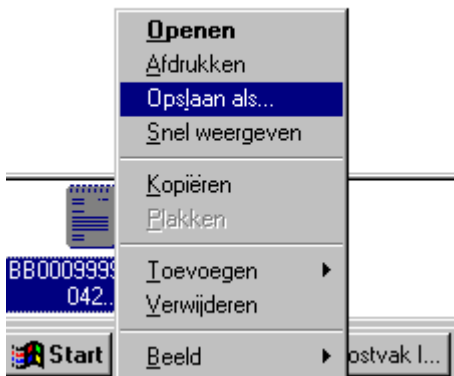 Openen
Afdrukken
Opslaan als...
Snel weergeven
Kopiëren
Plakken
Toevoegen
Verwijderen
Beeld
BB0009999
042..
Start
ostvak I...